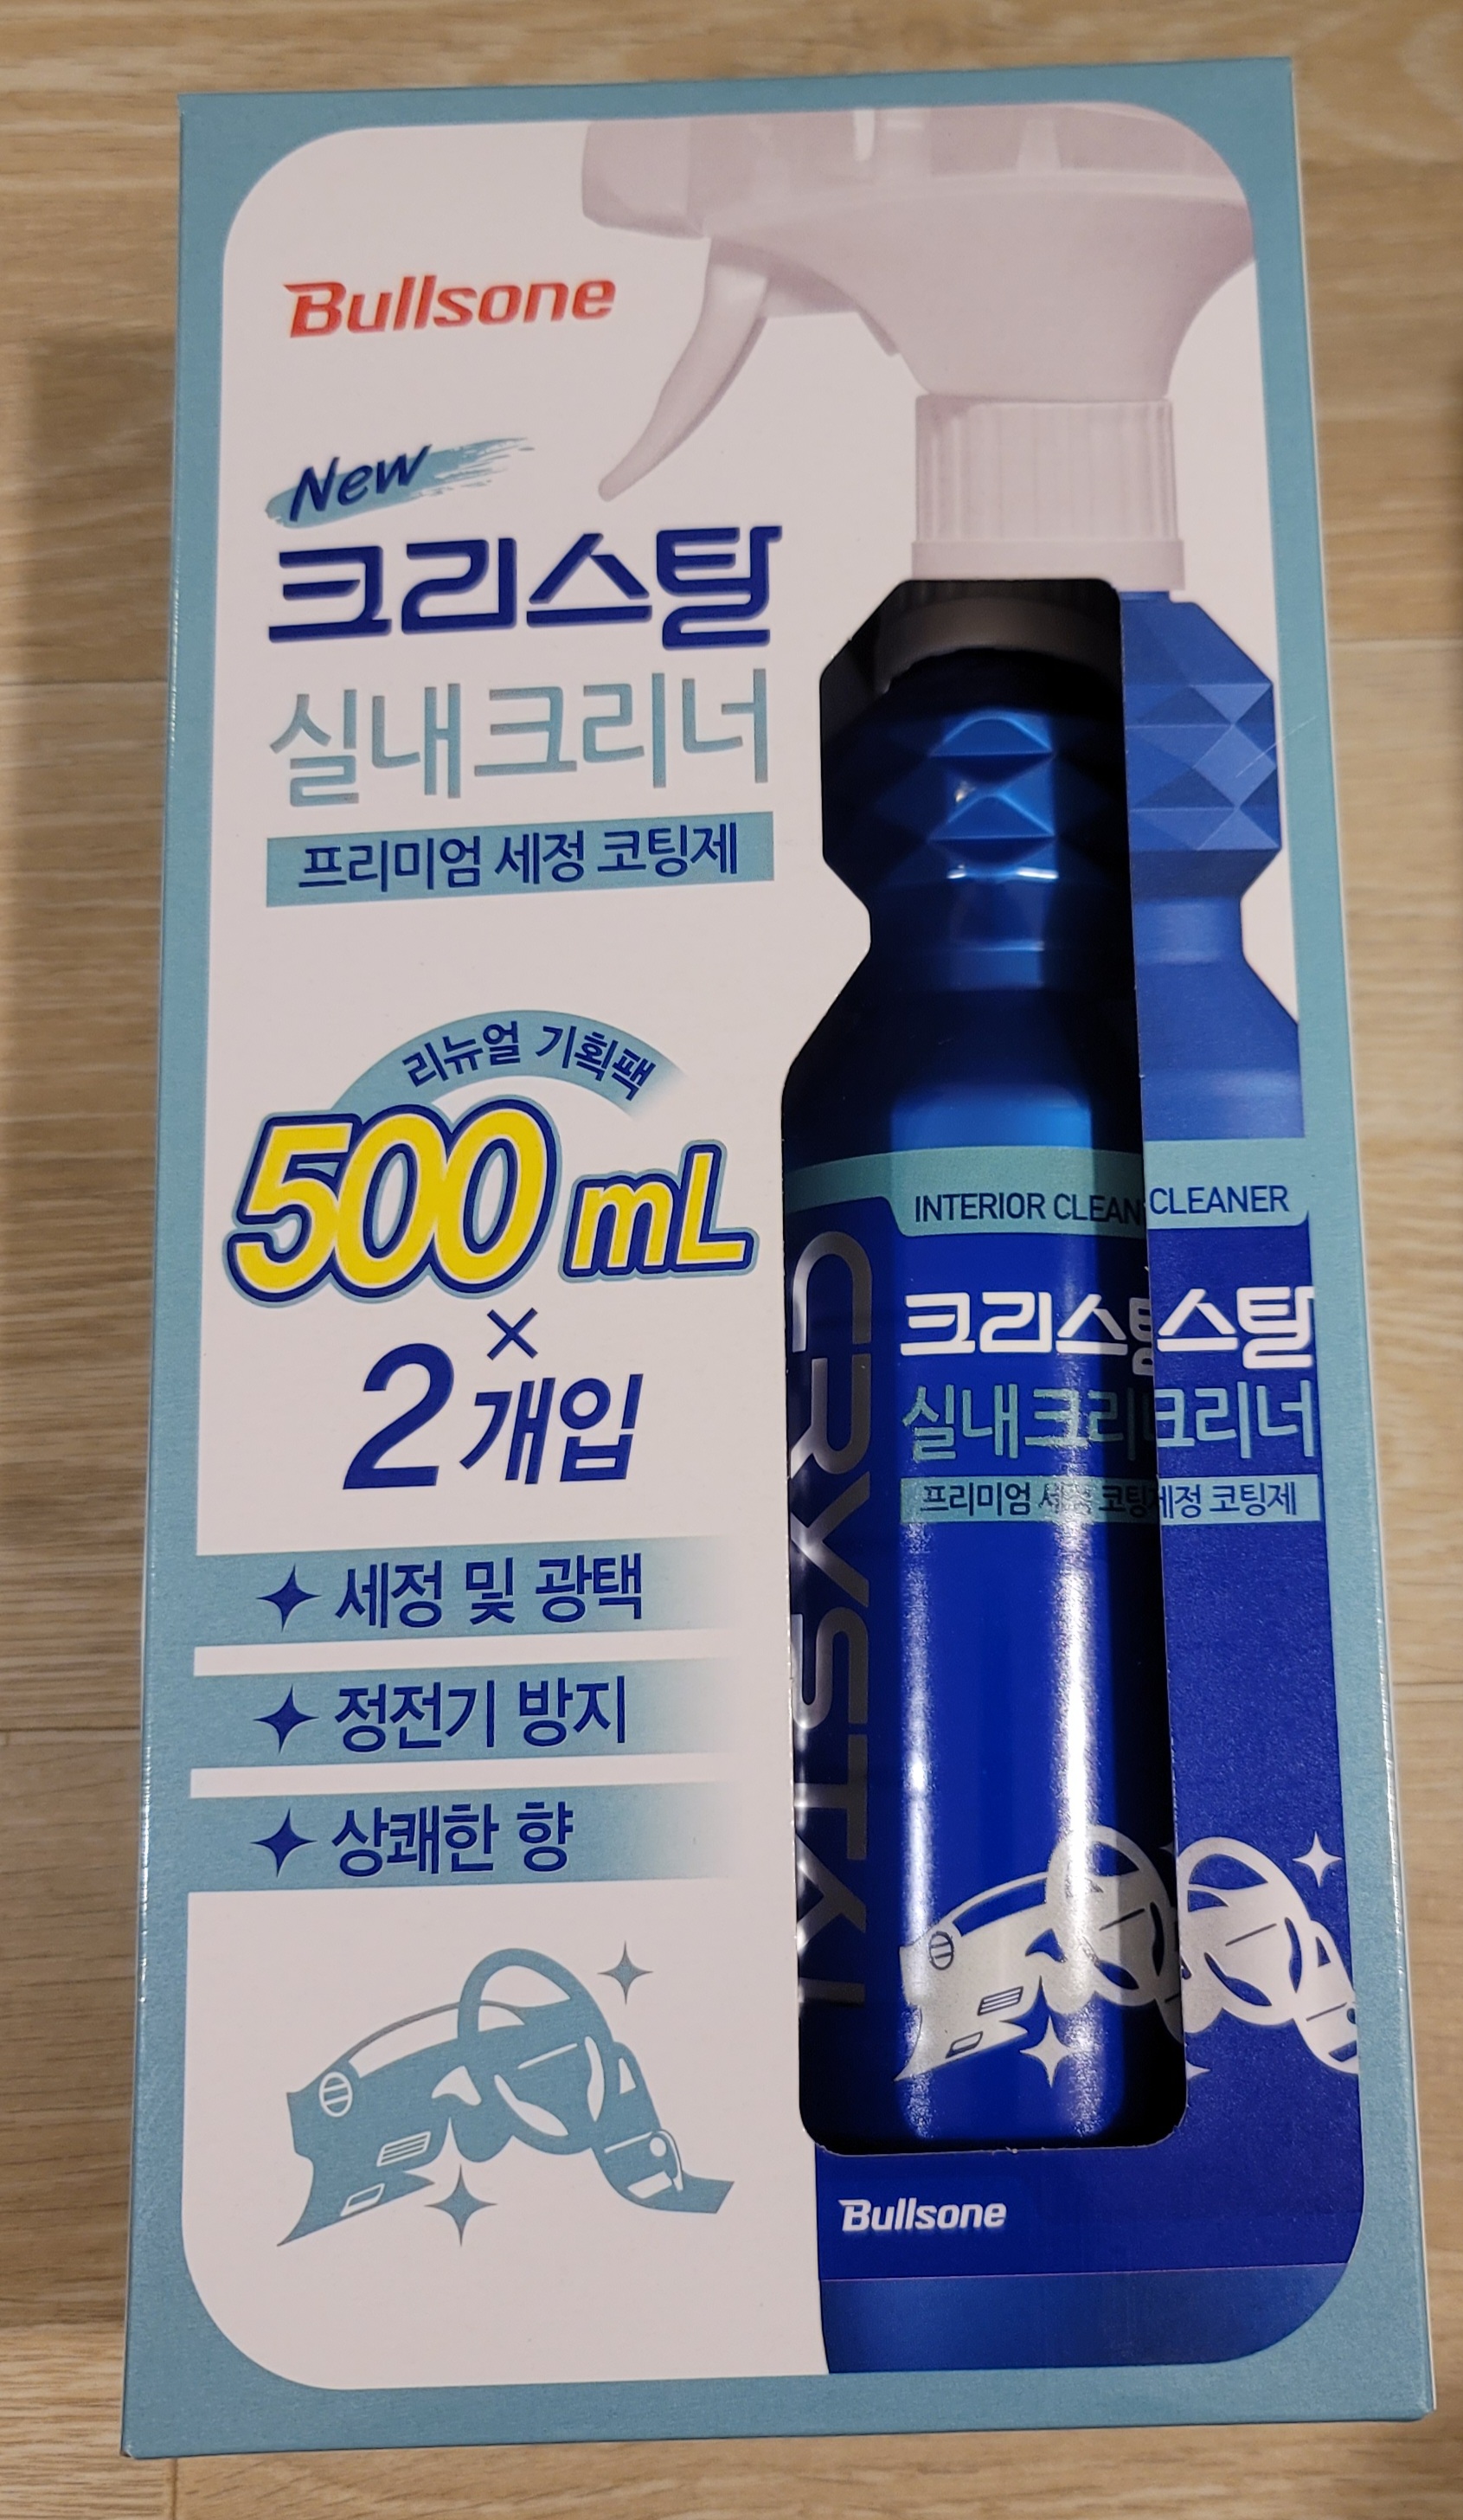 Bullsone
New
크리스탈
실내크리너
프리미엄 세정 코팅제
리뉴얼 기획팩
500 mL
×
2개입
세정 및 광택
정전기 방지
상쾌한 향
INTERIOR CLEAN
CLEANER
CRYSTAL
크리스탈
스탈
실내크리
크리너
프리미엄 세정 코팅
세정 코팅제
Bullsone